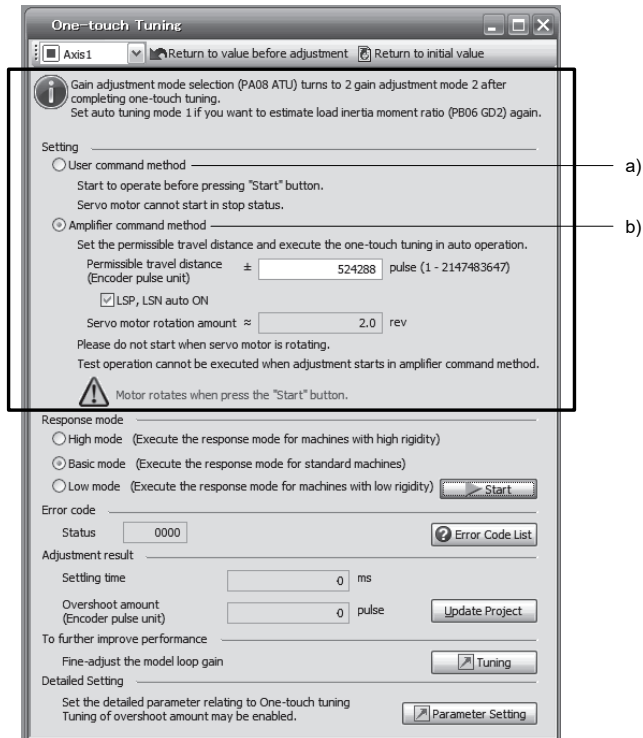 One-touch Tuning
Axis1 Return to value before adjustment Return to initial value
Gain adjustment mode selection (PA08 ATU) turns to 2 gain adjustment mode 2 after
completing one-touch tuning.
Set auto tuning mode 1 if you want to estimate load inertia moment ratio (PB06 GD2) again.
Setting
User command method a)
Start to operate before pressing "Start" button.
Servo motor cannot start in stop status.
Amplifier command method b)
Set the permissible travel distance and execute the one-touch tuning in auto operation.
Permissible travel distance ± 524288 pulse (1 - 2147483647)
(Encoder pulse unit)
LSP, LSN auto ON
Servo motor rotation amount ≈ 2.0 rev
Please do not start when servo motor is rotating.
Test operation cannot be executed when adjustment starts in amplifier command method.
Motor rotates when press the "Start" button.
Response mode
High mode (Execute the response mode for machines with high rigidity)
Basic mode (Execute the response mode for standard machines)
Low mode (Execute the response mode for machines with low rigidity) Start
Error code
Status 0000 Error Code List
Adjustment result
Settling time 0 ms
Overshoot amount 0 pulse Update Project
(Encoder pulse unit)
To further improve performance
Fine-adjust the model loop gain Tuning
Detailed Setting
Set the detailed parameter relating to One-touch tuning
Tuning of overshoot amount may be enabled. Parameter Setting